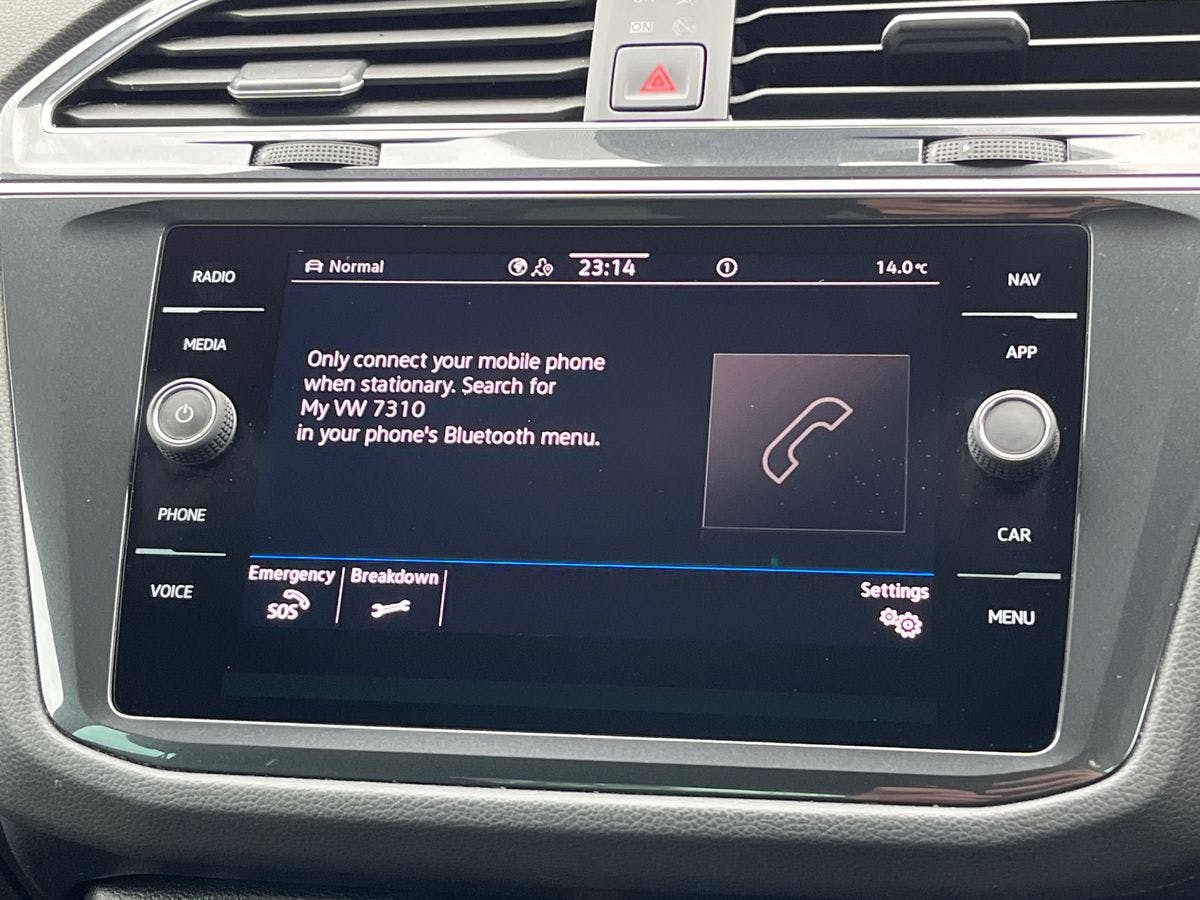 ON
RADIO
Normal
23:14
1
14.0°C
NAV
MEDIA
APP
Only connect your mobile phone
when stationary. Search for
My VW 7310
in your phone's Bluetooth menu.
PHONE
CAR
VOICE
Emergency
SOS
Breakdown
Settings
MENU